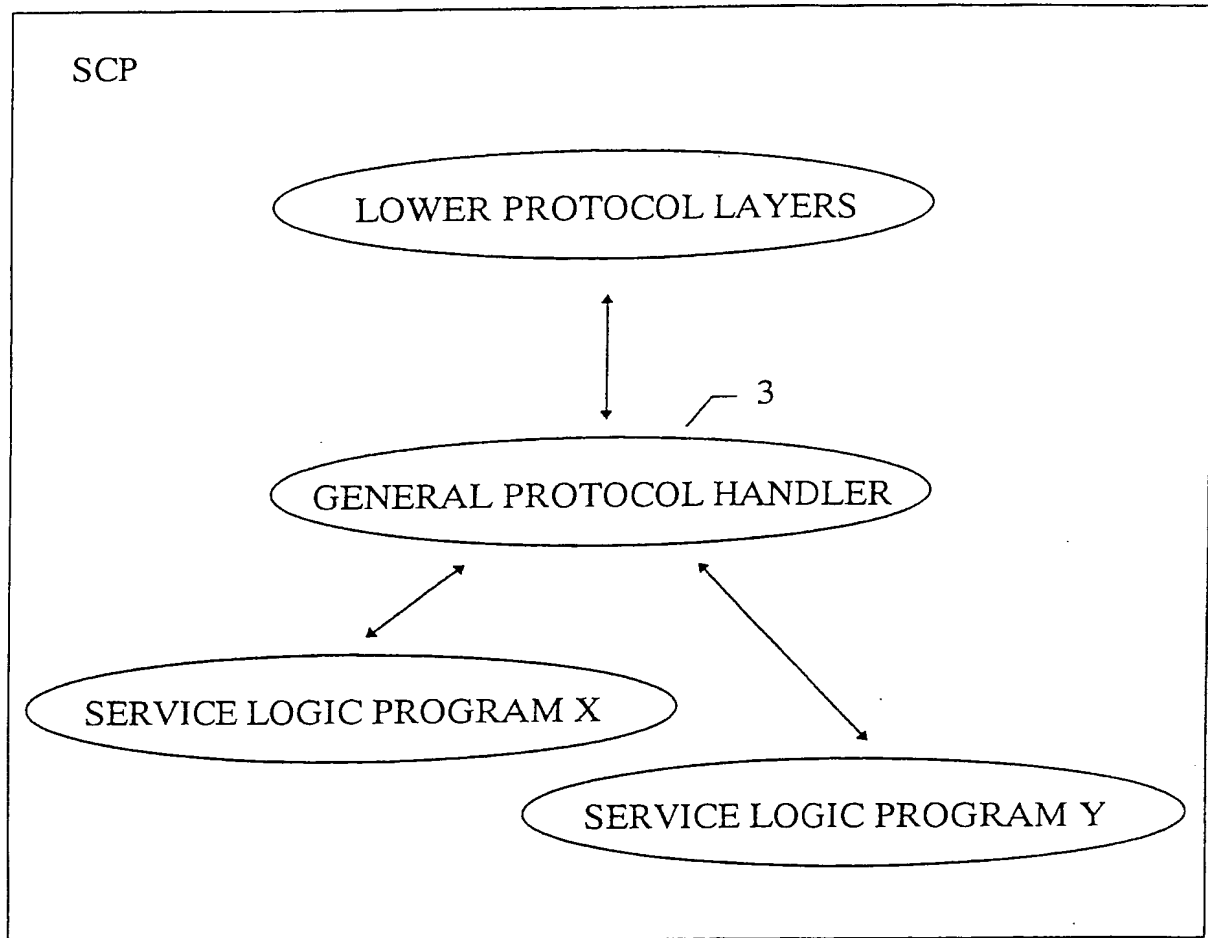 SCP
LOWER PROTOCOL LAYERS
3
GENERAL PROTOCOL HANDLER
SERVICE LOGIC PROGRAM X
SERVICE LOGIC PROGRAM Y